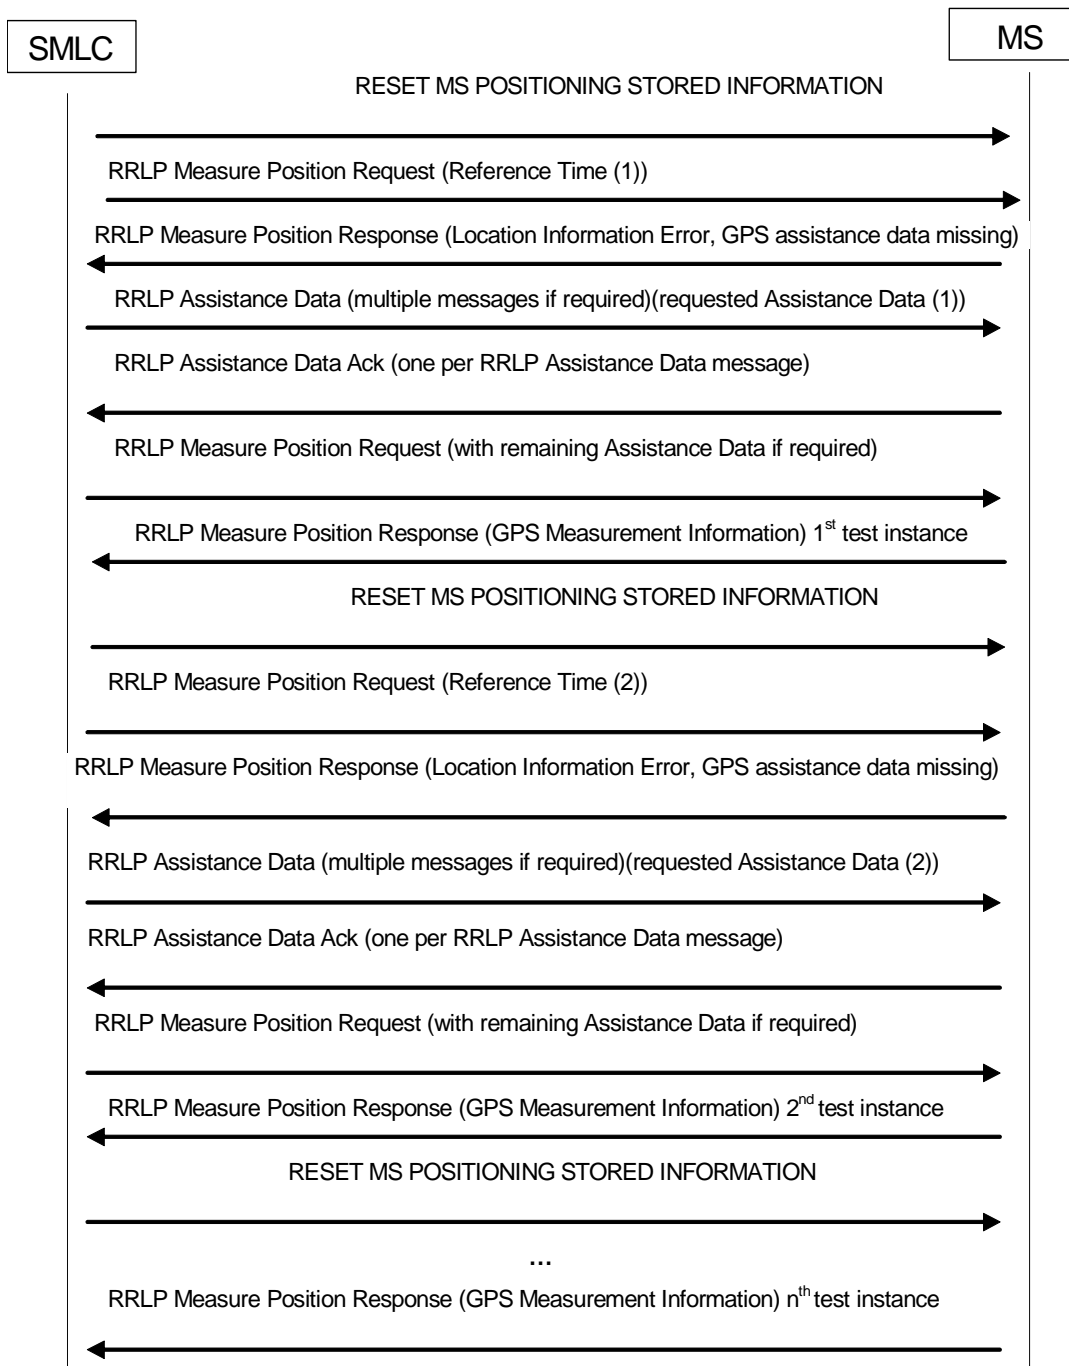 SMLC
MS
RESET MS POSITIONING STORED INFORMATION
RRLP Measure Position Request (Reference Time (1))
RRLP Measure Position Response (Location Information Error, GPS assistance data missing)
RRLP Assistance Data (multiple messages if required)(requested Assistance Data (1))
RRLP Assistance Data Ack (one per RRLP Assistance Data message)
RRLP Measure Position Request (with remaining Assistance Data if required)
RRLP Measure Position Response (GPS Measurement Information) 1st test instance
RESET MS POSITIONING STORED INFORMATION
RRLP Measure Position Request (Reference Time (2))
RRLP Measure Position Response (Location Information Error, GPS assistance data missing)
RRLP Assistance Data (multiple messages if required)(requested Assistance Data (2))
RRLP Assistance Data Ack (one per RRLP Assistance Data message)
RRLP Measure Position Request (with remaining Assistance Data if required)
RRLP Measure Position Response (GPS Measurement Information) 2nd test instance
RESET MS POSITIONING STORED INFORMATION
...
RRLP Measure Position Response (GPS Measurement Information) nth test instance